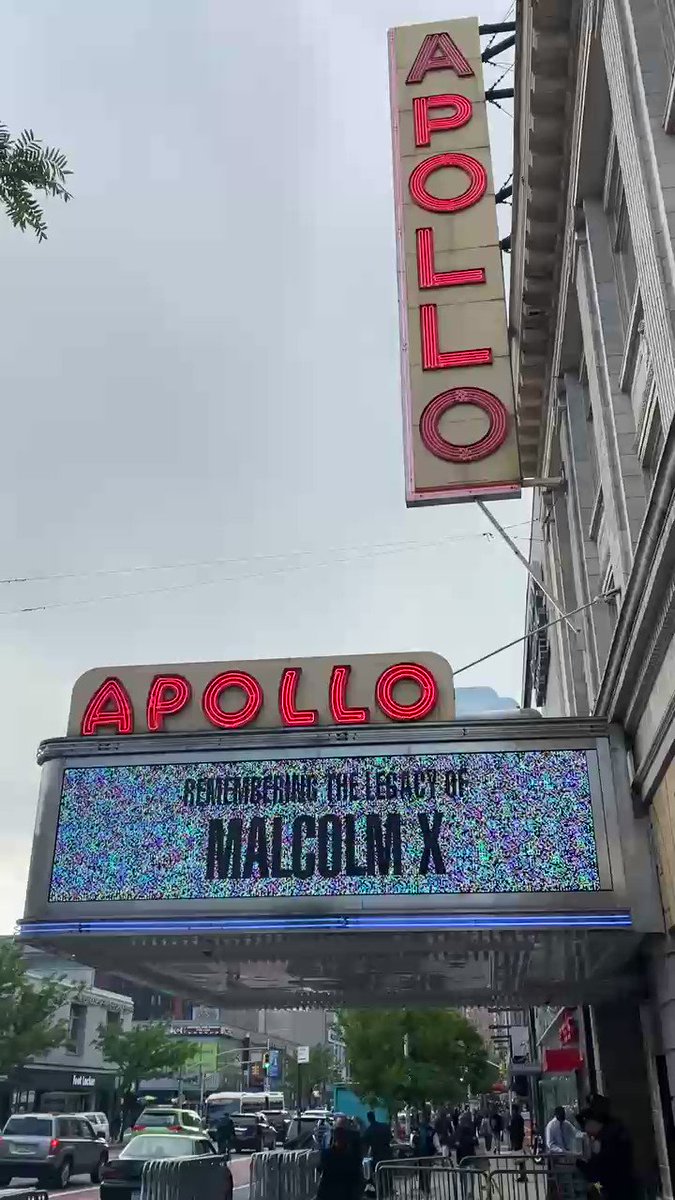 APOLLO
APOLLO
REMEMBERING THE LEGACY OF
MALCOLM X
Foot Locker